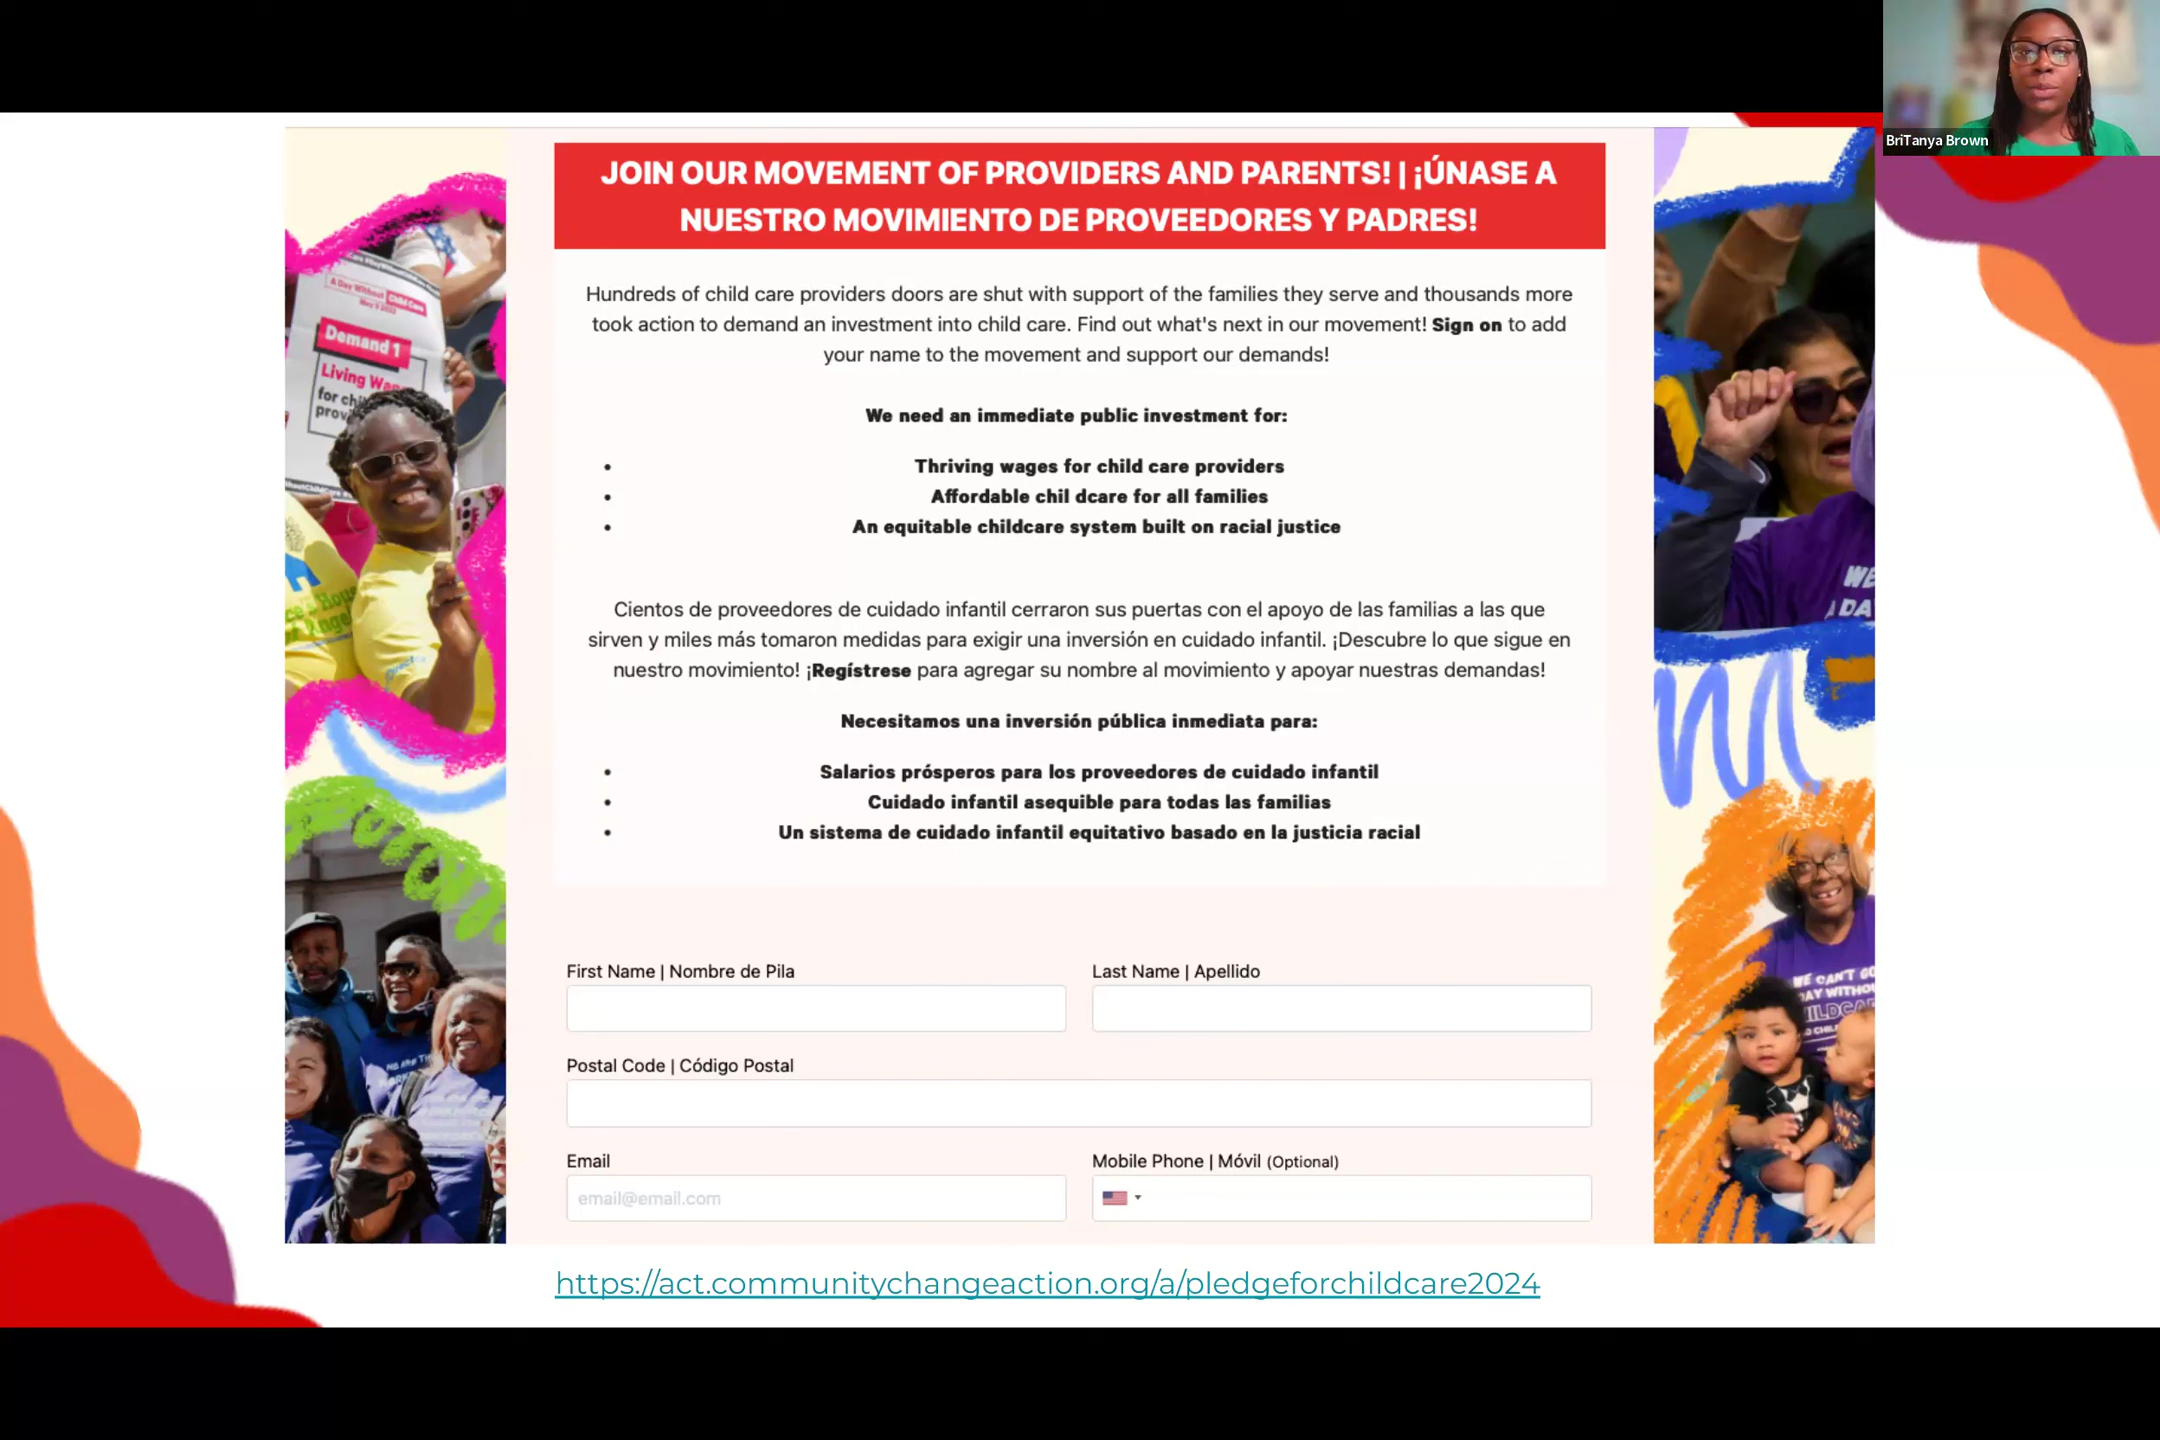 BriTanya Brown
JOIN OUR MOVEMENT OF PROVIDERS AND PARENTS! | ¡ÚNASE A
NUESTRO MOVIMIENTO DE PROVEEDORES Y PADRES!
Hundreds of child care providers doors are shut with support of the families they serve and thousands more
took action to demand an investment into child care. Find out what's next in our movement! Sign on to add
your name to the movement and support our demands!
We need an immediate public investment for:
• Thriving wages for child care providers
• Affordable chil dcare for all families
• An equitable childcare system built on racial justice
Cientos de proveedores de cuidado infantil cerraron sus puertas con el apoyo de las familias a las que
sirven y miles más tomaron medidas para exigir una inversión en cuidado infantil. ¡Descubre lo que sigue en
nuestro movimiento! ¡Regístrese para agregar su nombre al movimiento y apoyar nuestras demandas!
Necesitamos una inversión pública inmediata para:
• Salarios prósperos para los proveedores de cuidado infantil
• Cuidado infantil asequible para todas las familias
• Un sistema de cuidado infantil equitativo basado en la justicia racial
First Name | Nombre de Pila
Last Name | Apellido
Postal Code | Código Postal
Email
Mobile Phone | Móvil (Optional)
email@email.com
https://act.communitychangeaction.org/a/pledgeforchildcare2024
A Day Without Child Care
Demand 1
Living
for
WE
A DA
WE CAN'T GO